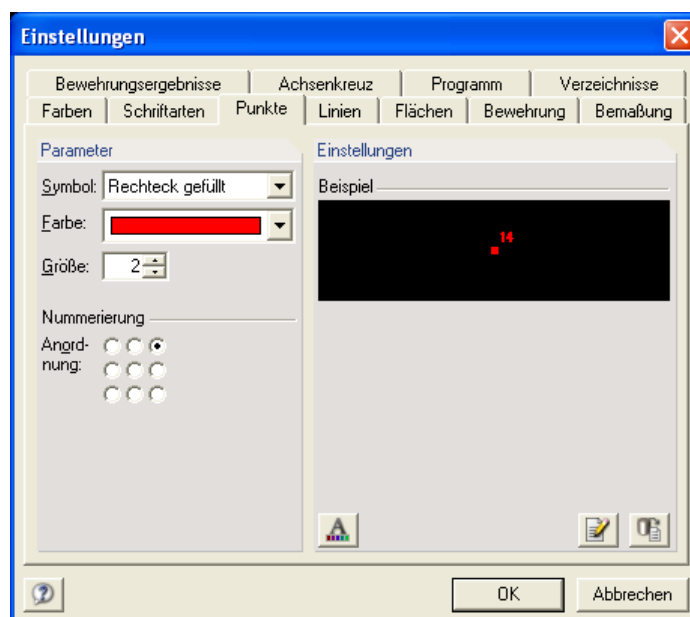 Einstellungen
Bewehrungsergebnisse Achsenkreuz Programm Verzeichnisse
Farben Schriftarten Punkte Linien Flächen Bewehrung Bemaßung
Parameter
Symbol: Rechteck gefüllt
Farbe:
Größe: 2
Nummerierung
Anord-
nung:
Einstellungen
Beispiel
14
A
OK Abbrechen